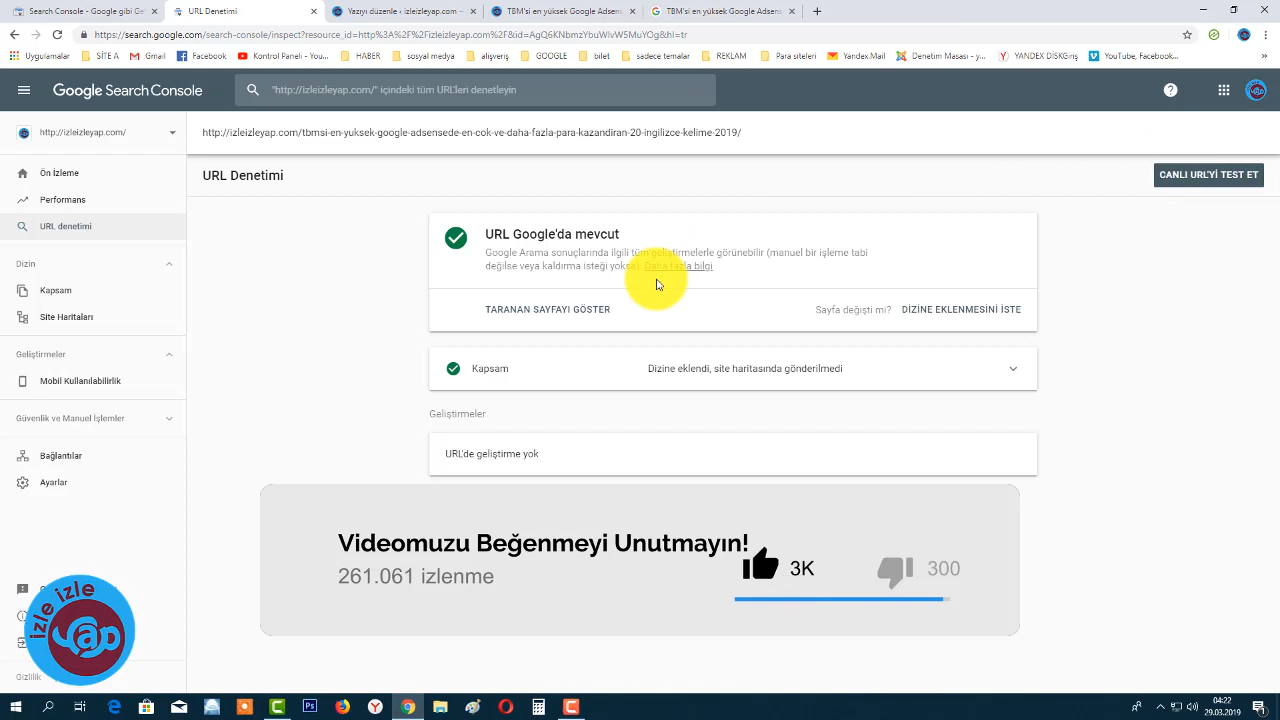 Google Search Console - URL De
URL Denetimi
Yazıyı düzenle ‹ izleizleyap.com –
TBM'si en yüksek Google Adsens
TBM'si en yüksek Google Adsen
https://search.google.com/search-console/inspect?resource_id=http%3A%2F%2Fizleizleyap.com%2F&id=AgQ6KNbmzYbuWlvW5MuYOg&hl=tr
Uygulamalar
SİTE A
Gmail
Facebook
Kontrol Paneli - YouT
sosyal medya
alışveriş
GOOGLE
bilet
sadece temalar
REKLAM
Para siteleri
Yandex.Mail
Denetim Masası - Y
YANDEX DİSKGiriş
YouTube, Facebook...
Google Search Console
"http://izleizleyap.com/" içindeki tüm URL'leri denetleyin
http://izleizleyap.com/
http://izleizleyap.com/tbmsi-en-yuksek-google-adsensede-en-cok-ve-daha-fazla-para-kazandiran-20-ingilizce-kelime-2019/
Ön İzleme
Performans
URL denetimi
Dizin
Kapsam
Site Haritaları
Geliştirmeler
Mobil Kullanılabilirlik
Güvenlik ve Manuel İşlemler
Bağlantılar
Ayarlar
Gizlilik
URL Denetimi
CANLI URL'Yİ TEST ET
URL Google'da mevcut
Google Arama sonuçlarında ilgili tüm geliştirmelerle görünebilir (manuel bir işleme tabi
değilse veya kaldırma isteği yoksa). Daha fazla bilgi
TARANAN SAYFAYI GÖSTER
Sayfa değişti mi? DİZİNE EKLENMESİNİ İSTE
Kapsam
Dizine eklendi, site haritasında gönderilmedi
Geliştirmeler
URL'de geliştirme yok
Videomuzu Beğenmeyi Unutmayın!
261.061 izlenme
3K
300
izle izle
yap
04:22
29.03.2019